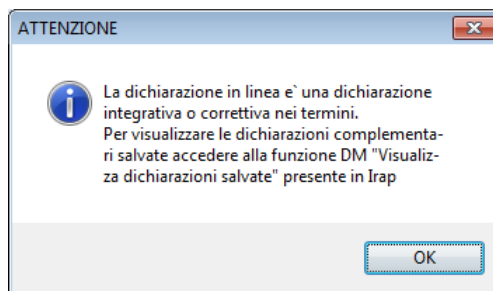 ATTENZIONE
La dichiarazione in linea e` una dichiarazione
integrativa o correttiva nei termini.
Per visualizzare le dichiarazioni complementa-
ri salvate accedere alla funzione DM "Visualiz-
za dichiarazioni salvate" presente in Irap
OK